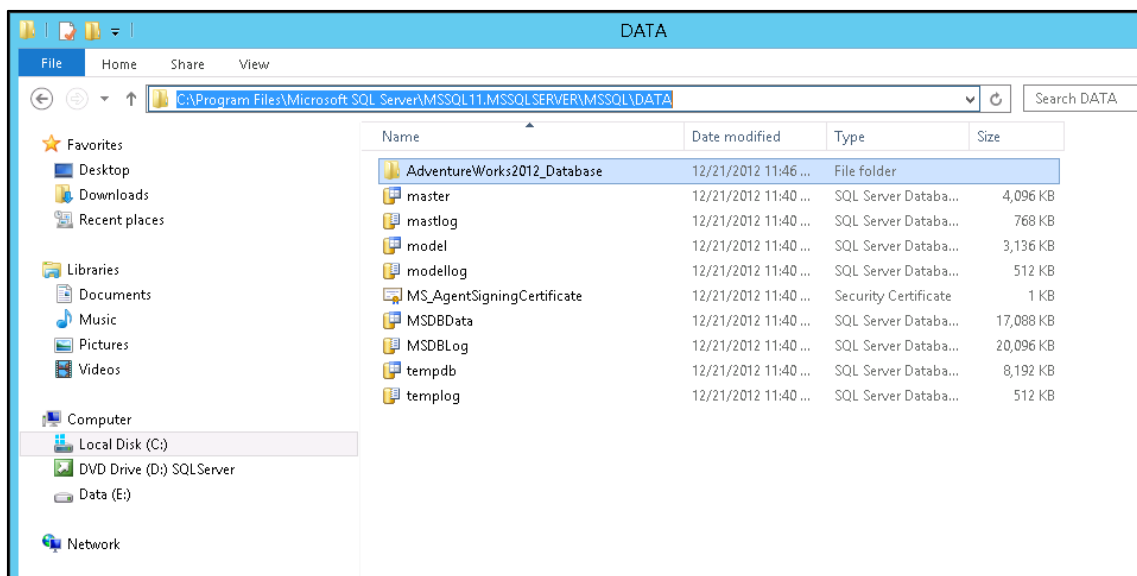 DATA
File Home Share View
C:\Program Files\Microsoft SQL Server\MSSQL11.MSSQLSERVER\MSSQL\DATA Search DATA
Favorites
Desktop
Downloads
Recent places
Libraries
Documents
Music
Pictures
Videos
Computer
Local Disk (C:)
DVD Drive (D:) SQLServer
Data (E:)
Network
Name Date modified Type Size
AdventureWorks2012_Database 12/21/2012 11:46 ... File folder
master 12/21/2012 11:40 ... SQL Server Databa... 4,096 KB
mastlog 12/21/2012 11:40 ... SQL Server Databa... 768 KB
model 12/21/2012 11:40 ... SQL Server Databa... 3,136 KB
modellog 12/21/2012 11:40 ... SQL Server Databa... 512 KB
MS_AgentSigningCertificate 12/21/2012 11:40 ... Security Certificate 1 KB
MSDBData 12/21/2012 11:40 ... SQL Server Databa... 17,088 KB
MSDBLog 12/21/2012 11:40 ... SQL Server Databa... 20,096 KB
tempdb 12/21/2012 11:40 ... SQL Server Databa... 8,192 KB
templog 12/21/2012 11:40 ... SQL Server Databa... 512 KB